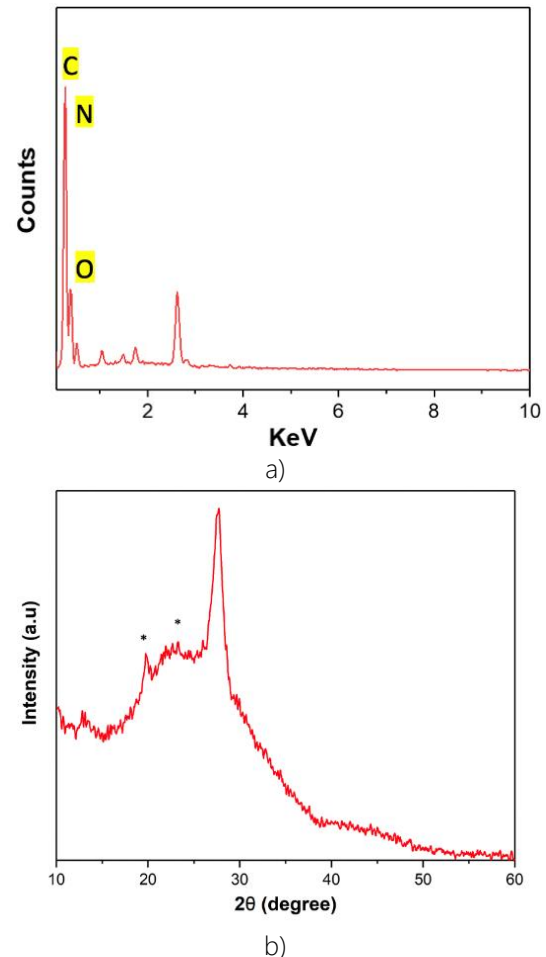 C
N
Counts
O
2 4 6 8 10
KeV
a)
* *
Intensity (a.u)
10 20 30 40 50 60
2θ (degree)
b)